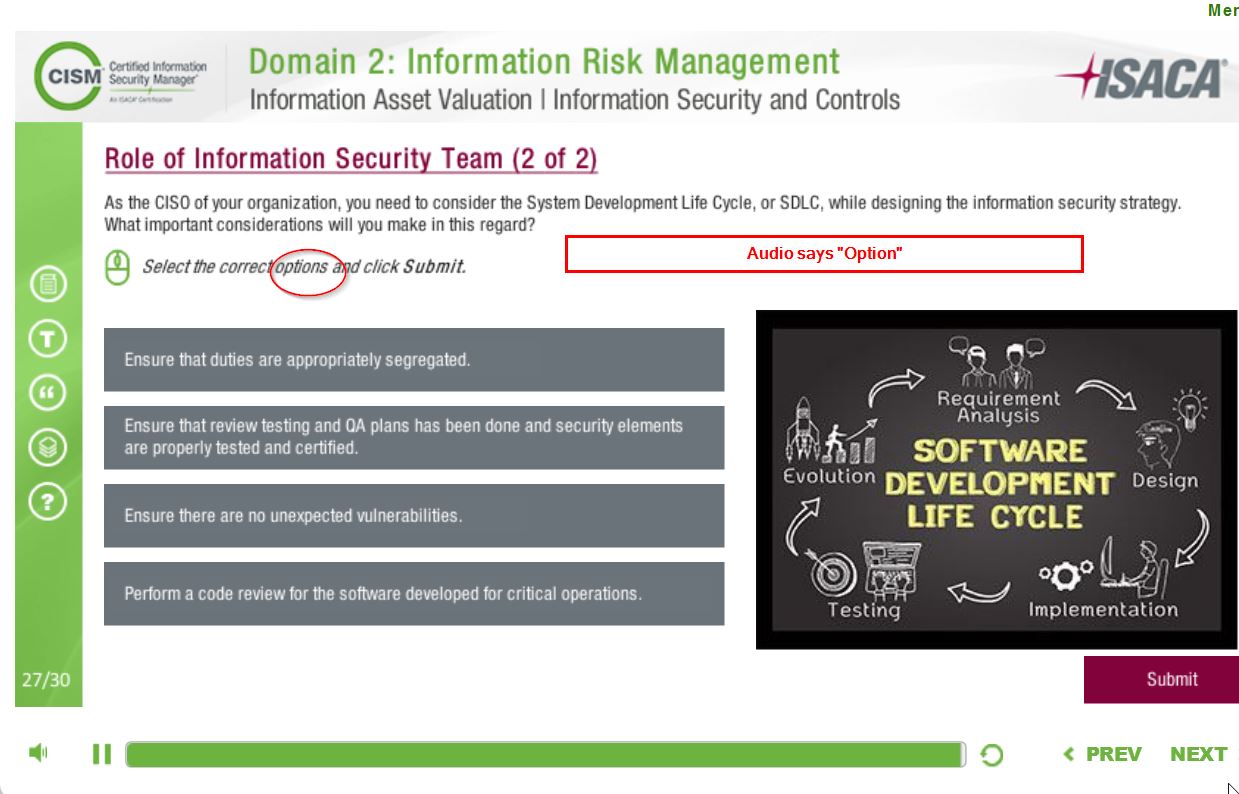 Mer
CISM
Certified Information
Security Manager®
An ISACA® Certification
Domain 2: Information Risk Management
Information Asset Valuation | Information Security and Controls
ISACA®
Role of Information Security Team (2 of 2)
As the CISO of your organization, you need to consider the System Development Life Cycle, or SDLC, while designing the information security strategy.
What important considerations will you make in this regard?
Select the correct options and click Submit.
Audio says "Option"
Ensure that duties are appropriately segregated.
Ensure that review testing and QA plans has been done and security elements
are properly tested and certified.
Ensure there are no unexpected vulnerabilities.
Perform a code review for the software developed for critical operations.
Requirement
Analysis
Evolution
SOFTWARE
DEVELOPMENT
LIFE CYCLE
Design
Testing
Implementation
T
“
?
27/30
Submit
< PREV
NEXT